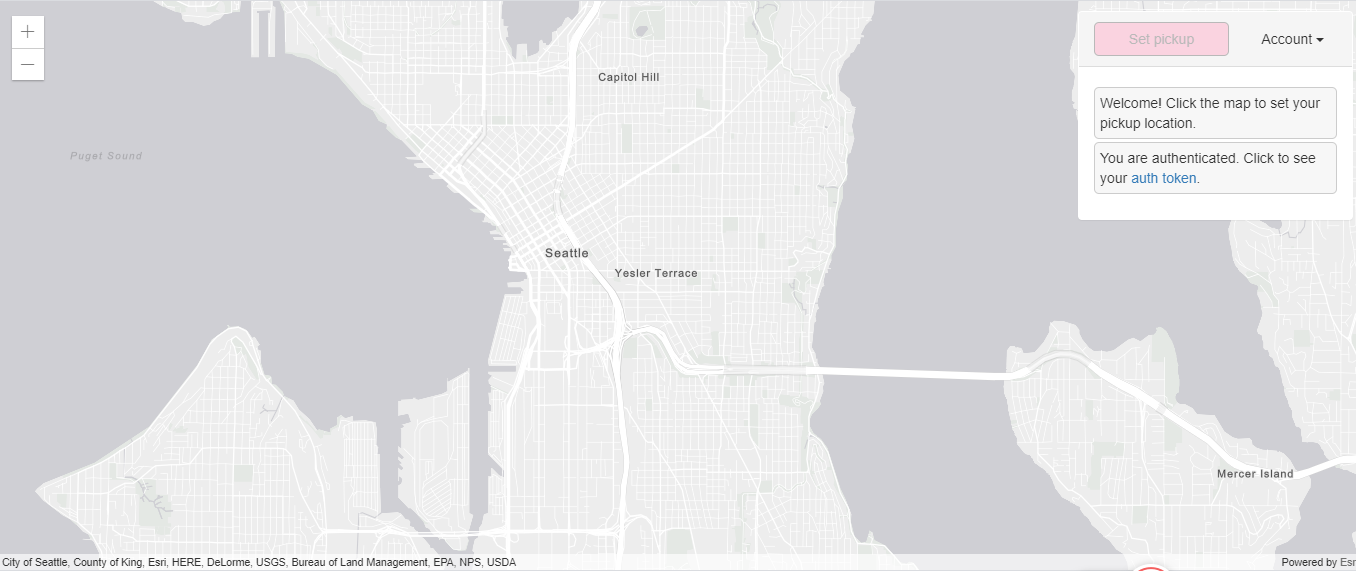 +
Set pickup
Account
−
Capitol Hill
Welcome! Click the map to set your
pickup location.
Puget Sound
You are authenticated. Click to see
your auth token.
Seattle
Yesler Terrace
Mercer Island
City of Seattle, County of King, Esri, HERE, DeLorme, USGS, Bureau of Land Management, EPA, NPS, USDA
Powered by Esr